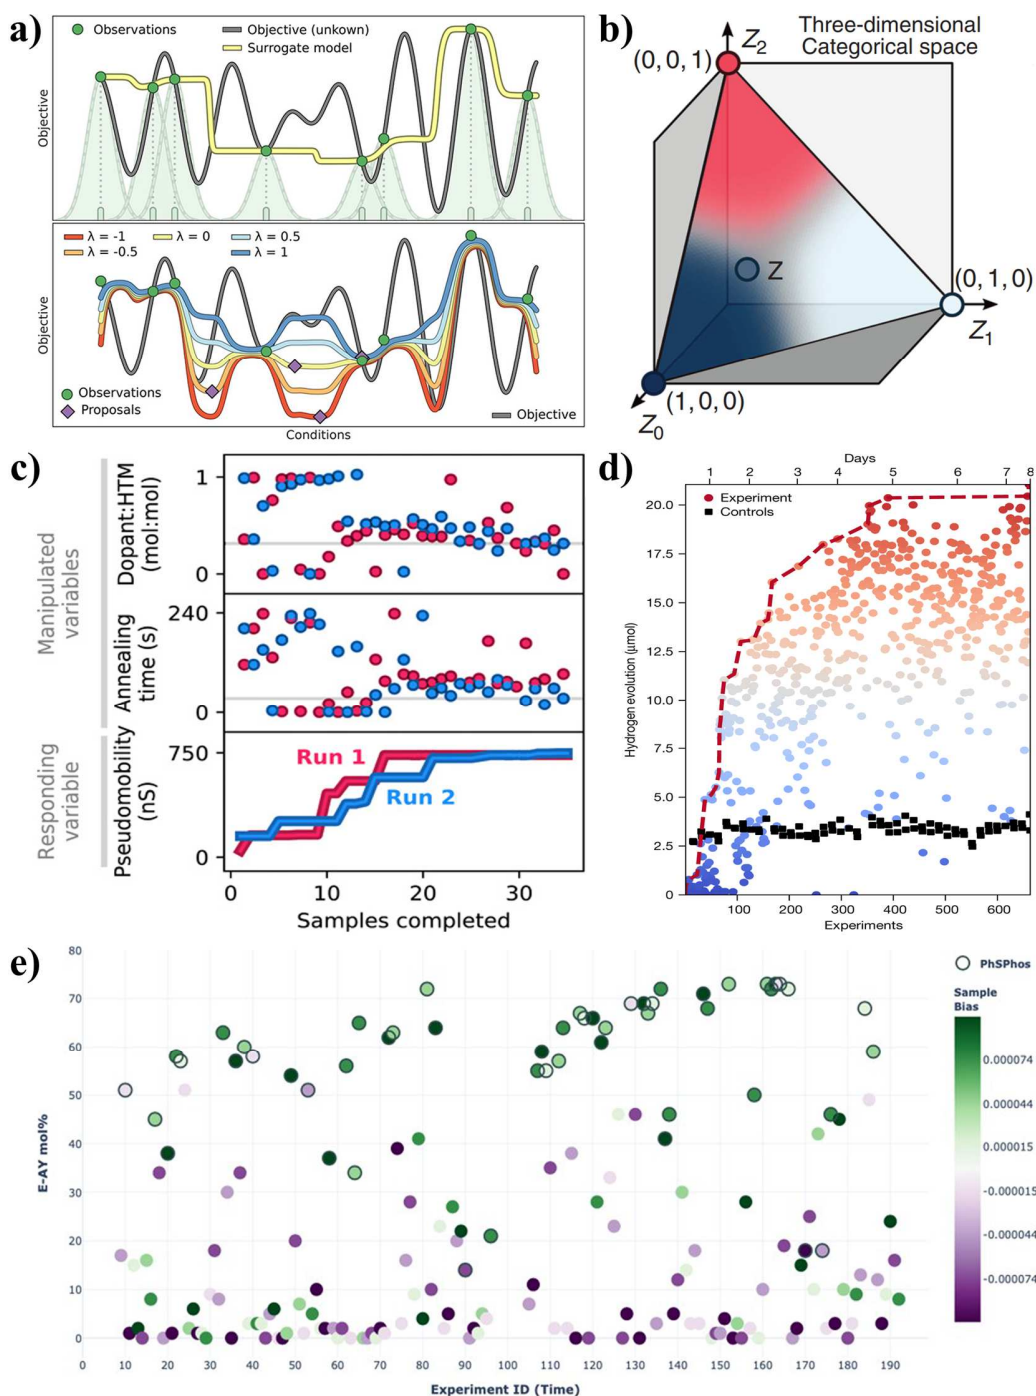 a)
Observations
Objective (unkown)
Surrogate model
Objective
λ = -1
λ = 0
λ = 0.5
λ = -0.5
λ = 1
Objective
Observations
Proposals
Objective
Conditions
b)
Three-dimensional
Categorical space
Z2
(0, 0, 1)
Z
(0, 1, 0)
Z1
(1, 0, 0)
Z0
c)
Manipulated
variables
Dopant:HTM
(mol:mol)
1
0
Annealing
time (s)
240
0
Responding
variable
Pseudomobility
(nS)
750
0
Run 1
Run 2
0 10 20 30
Samples completed
d)
Days
1 2 3 4 5 6 7 8
Experiment
Controls
Hydrogen evolution (μmol)
20.0
17.5
15.0
12.5
10.0
7.5
5.0
2.5
0
100 200 300 400 500 600
Experiments
e)
80
70
60
50
40
30
20
10
0
E-AY mol%
0 10 20 30 40 50 60 70 80 90 100 110 120 130 140 150 160 170 180 190
Experiment ID (Time)
PhSPhos
Sample
Bias
0.000074
0.000044
0.000015
-0.000015
-0.000044
-0.000074